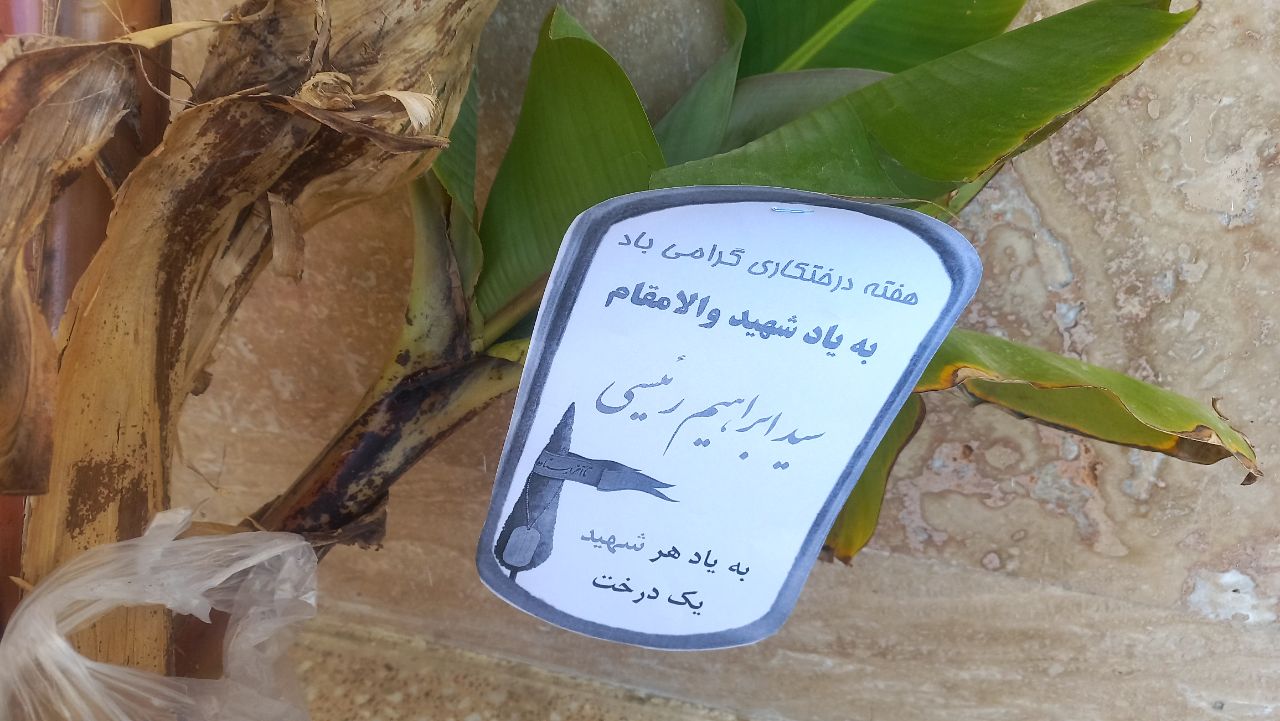 هفته درختکاری گرامی باد
به یاد شهید والامقام
سید ابراهیم رئیسی
به یاد هر شهید
یک درخت